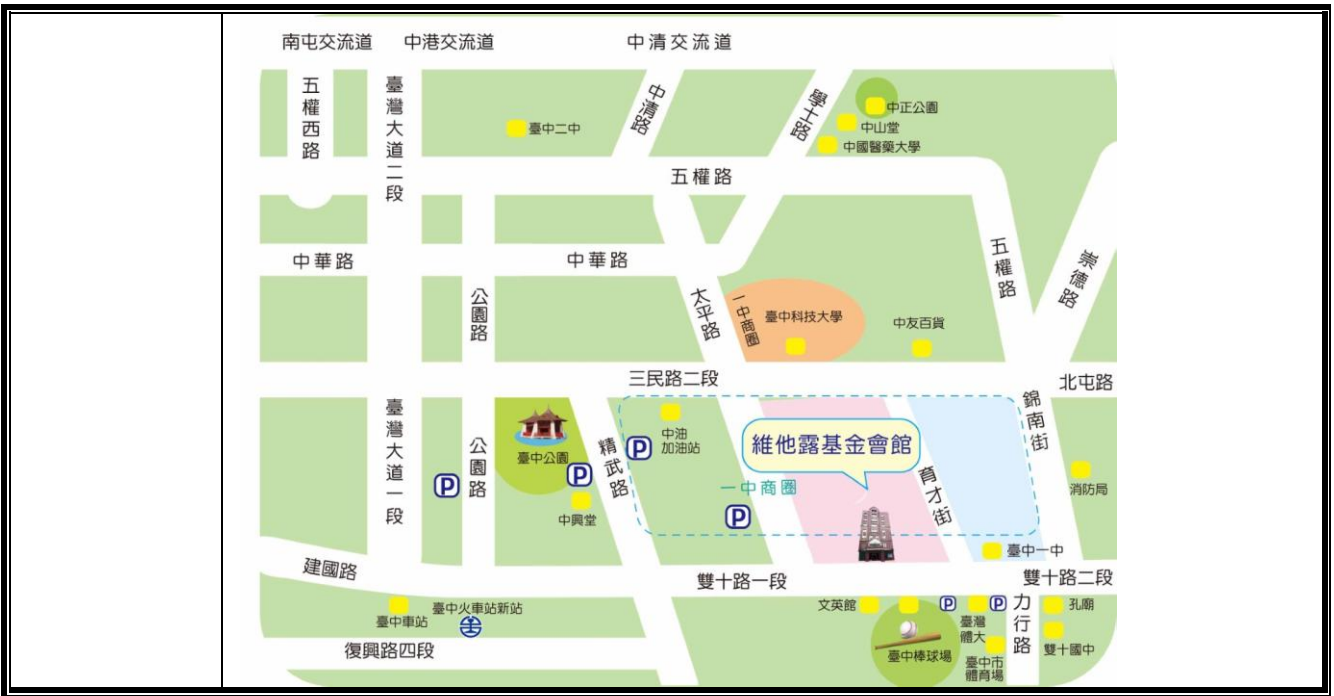 南屯交流道
中港交流道
中清交流道
五權西路
臺灣大道二段
中清路
學士路
中正公園
中山堂
中國醫藥大學
臺中二中
五權路
中華路
中華路
五權路
崇德路
公園路
太平路
一中商圈
臺中科技大學
中友百貨
三民路二段
北屯路
臺灣大道一段
公園路
臺中公園
P
P
中興堂
精武路
P
中油
加油站
維他露基金會館
一中商圈
P
育才街
錦南街
消防局
臺中一中
建國路
雙十路一段
雙十路二段
臺中車站
臺中火車站新站
復興路四段
文英館
P
P
臺灣
體大
臺中棒球場
臺中市
體育場
力行路
孔廟
雙十國中